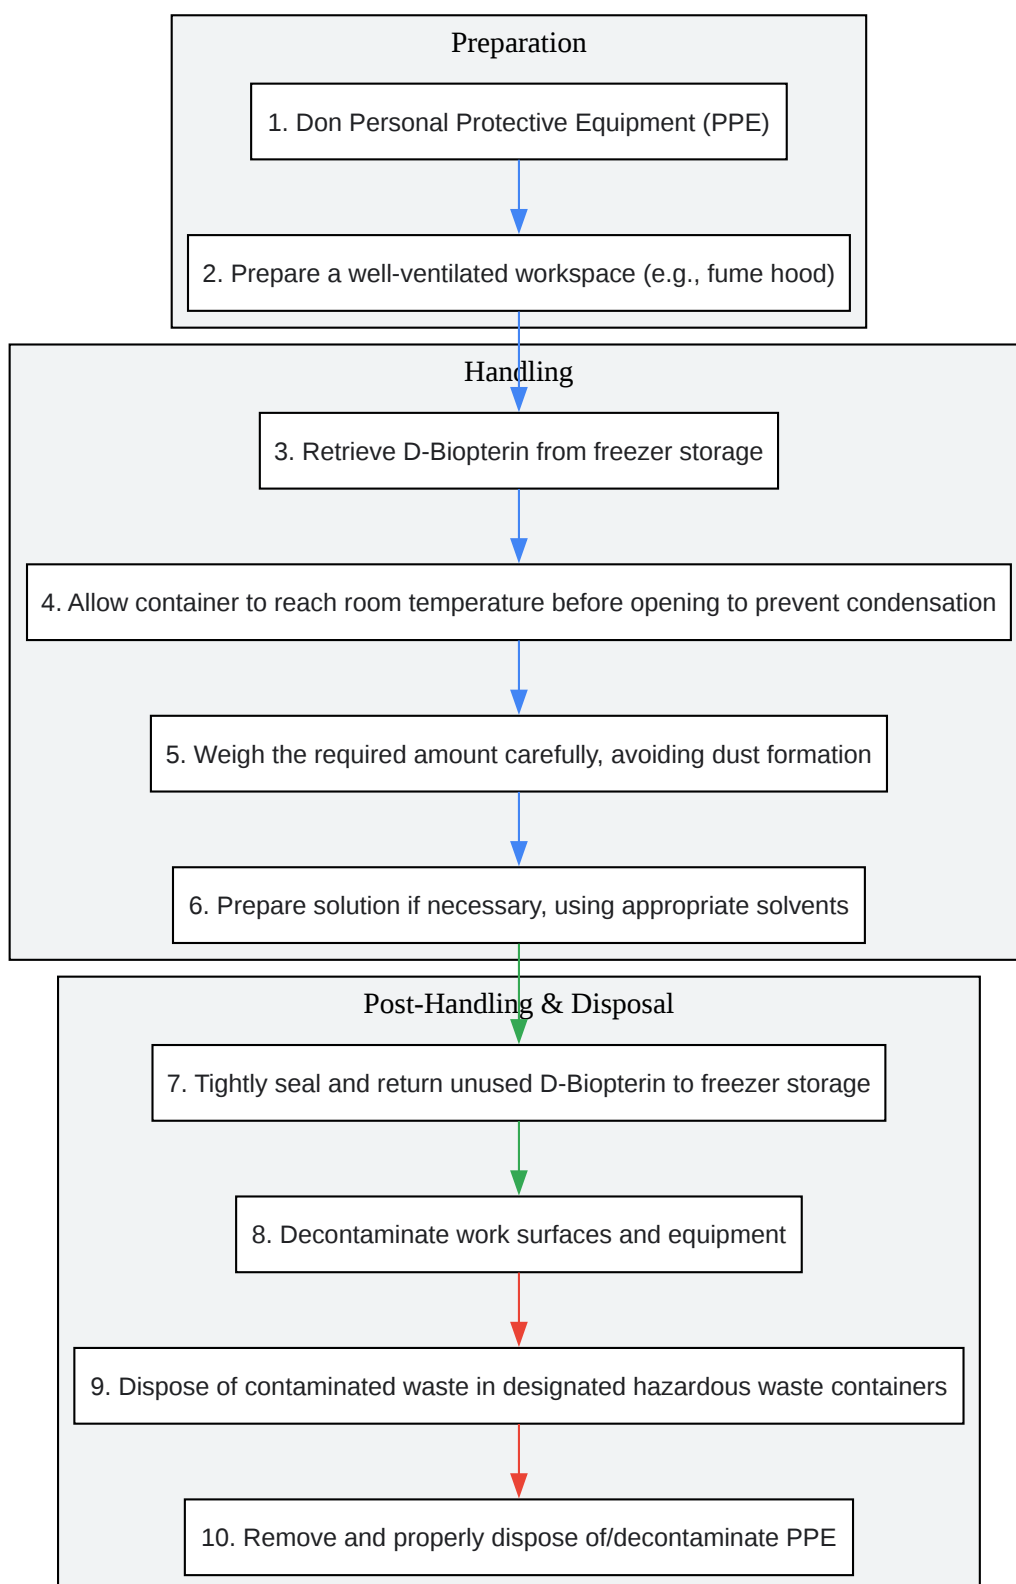 Preparation
1. Don Personal Protective Equipment (PPE)
2. Prepare a well-ventilated workspace (e.g., fume hood)
Handling
3. Retrieve D-Biopterin from freezer storage
4. Allow container to reach room temperature before opening to prevent condensation
5. Weigh the required amount carefully, avoiding dust formation
6. Prepare solution if necessary, using appropriate solvents
Post-Handling & Disposal
7. Tightly seal and return unused D-Biopterin to freezer storage
8. Decontaminate work surfaces and equipment
9. Dispose of contaminated waste in designated hazardous waste containers
10. Remove and properly dispose of/decontaminate PPE